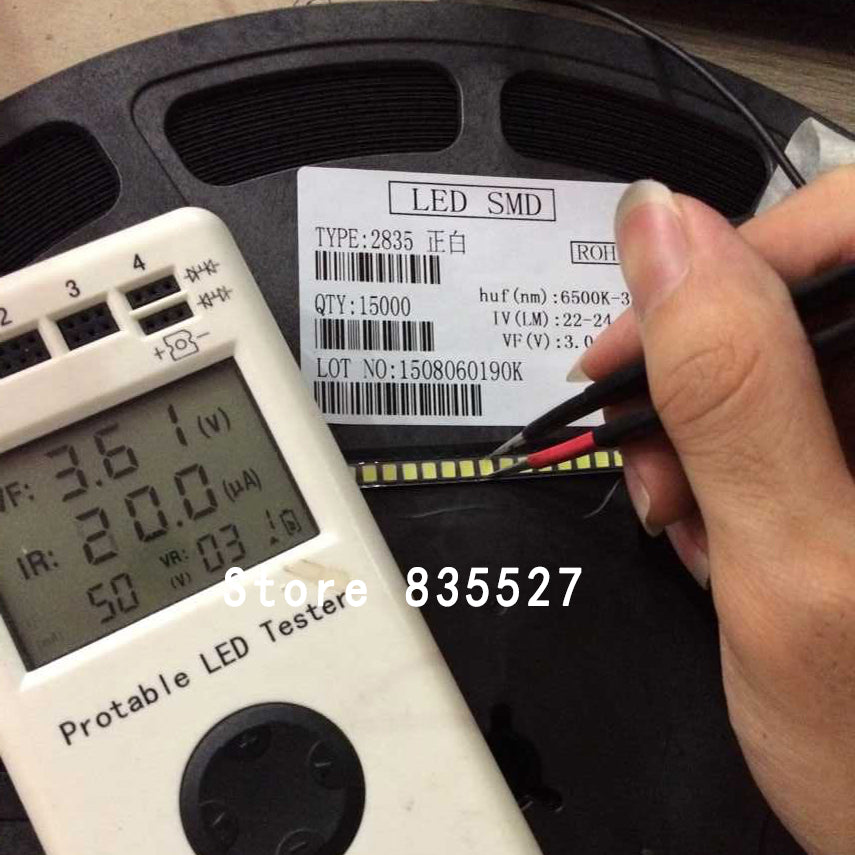 LED SMD
TYPE:2835 正白
QTY:15000
huf(nm):6500K-3
IV(LM):22-24
VF(V):3.0
LOT NO:1508060190K
2 3 4
+ -
VF: 3.61 (V)
IR: 20.0 (μA)
50 VR: (V) 03 1
Store 835527
Protable LED Tester